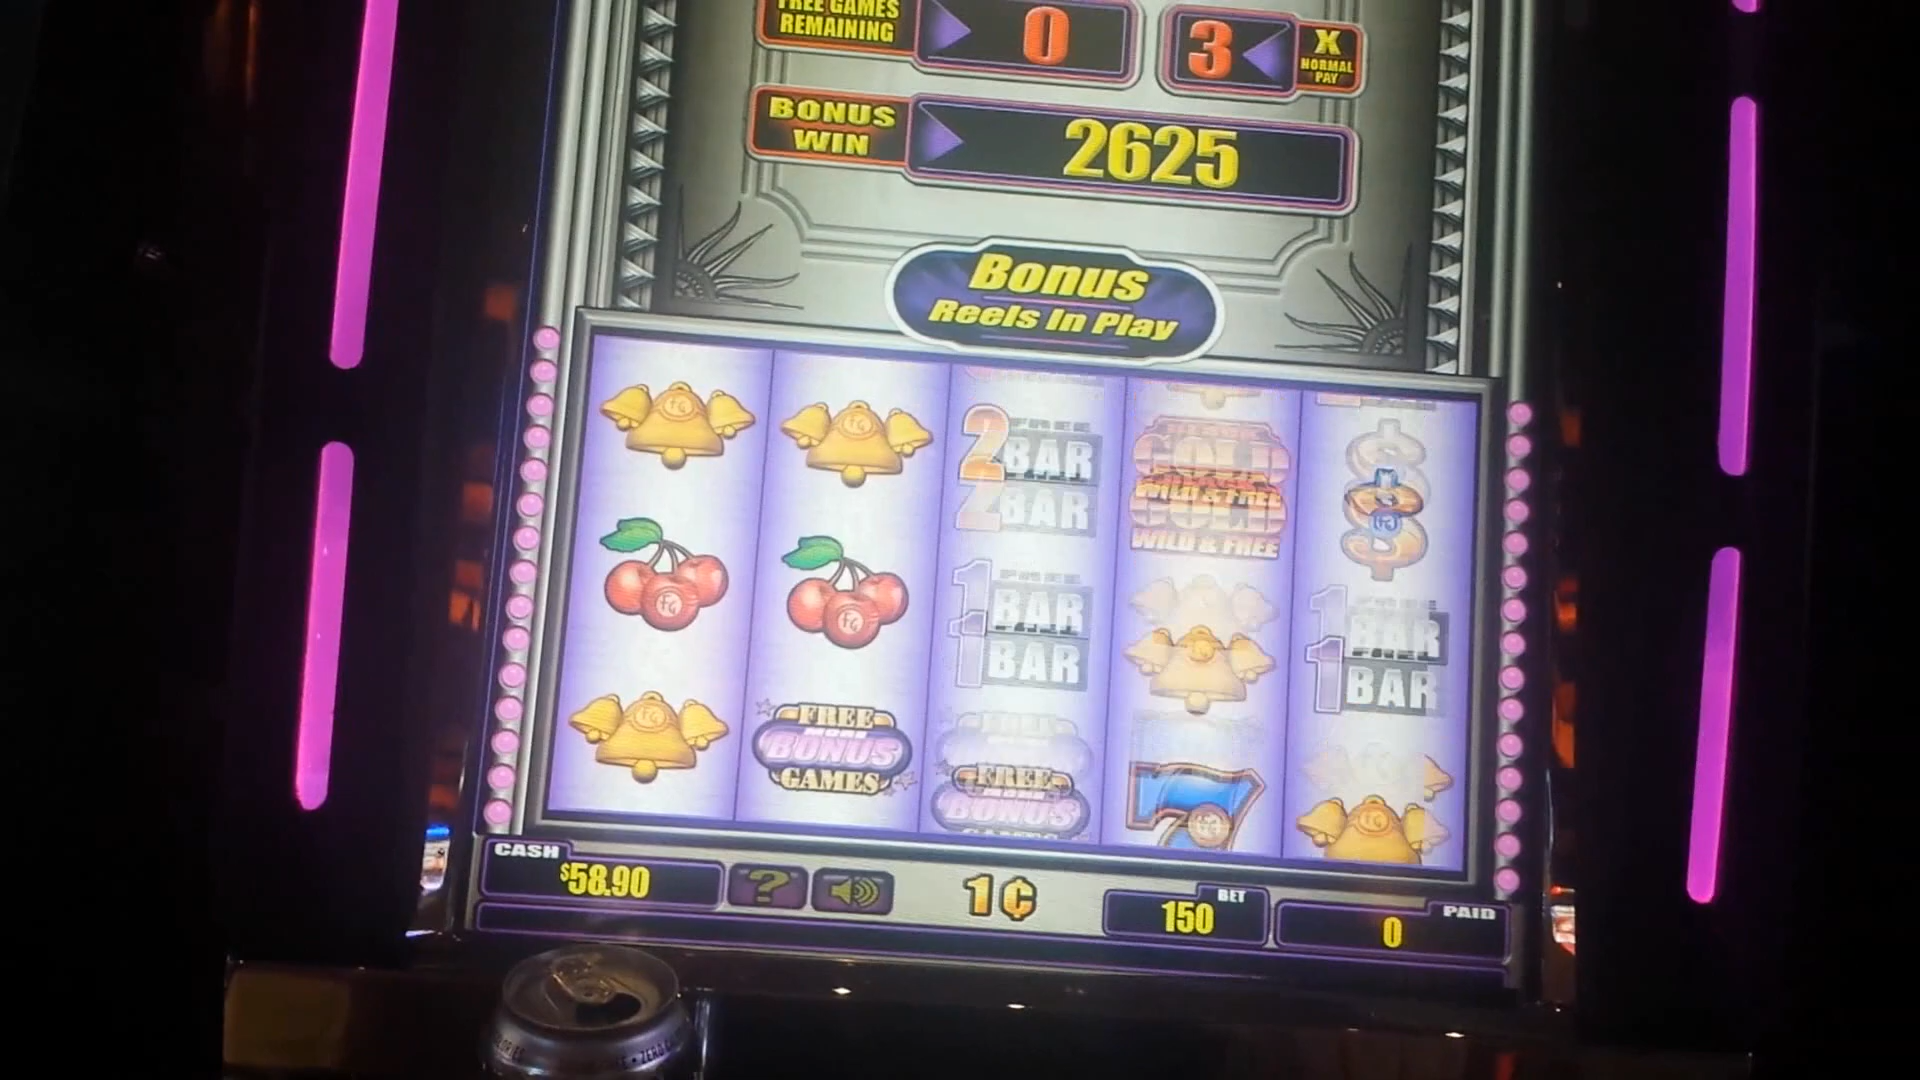 FREE GAMES
REMAINING
0
3
X
NORMAL
PAY
BONUS
WIN
2625
Bonus
Reels In Play
2
BAR
2
BAR
GOLD
WILD & FREE
GOLD
WILD & FREE
1
BAR
1
BAR
1
BAR
1
BAR
FREE
BONUS
GAMES
FREE
BONUS
7
CASH
$58.90
?
1¢
150
BET
0
PAID
ZERO